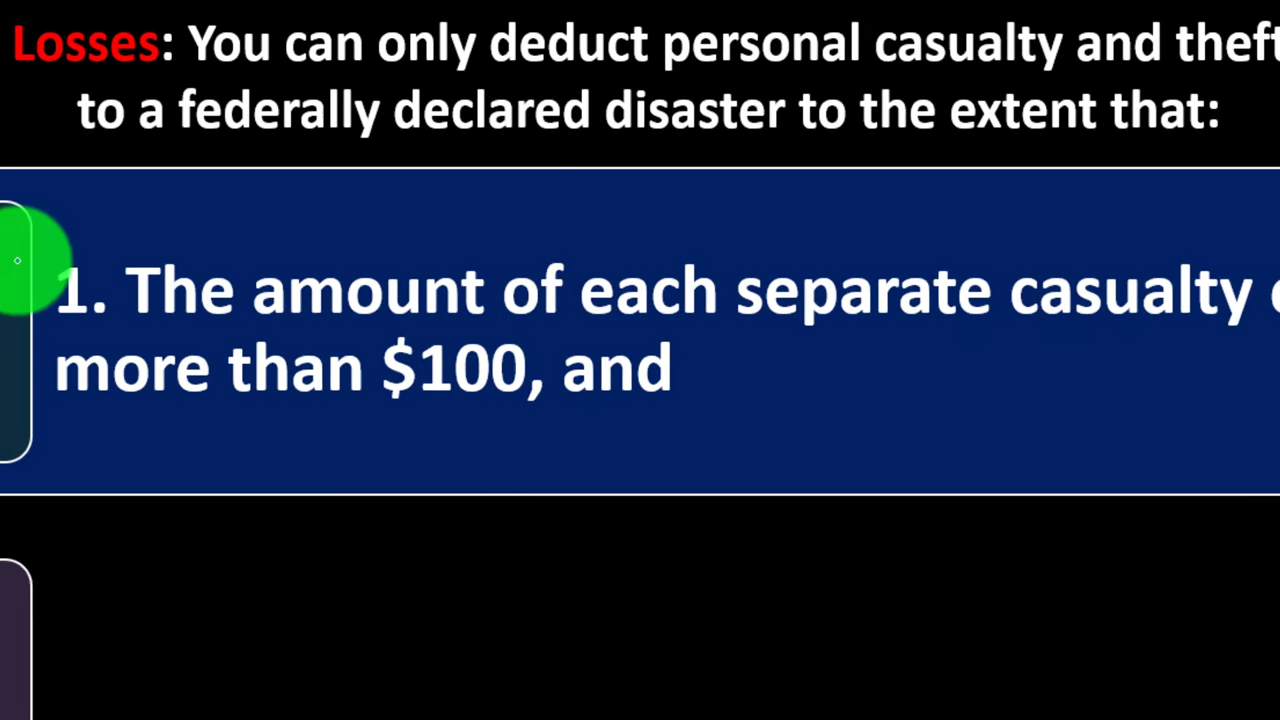 Losses: You can only deduct personal casualty and theft
to a federally declared disaster to the extent that:
1. The amount of each separate casualty
more than $100, and